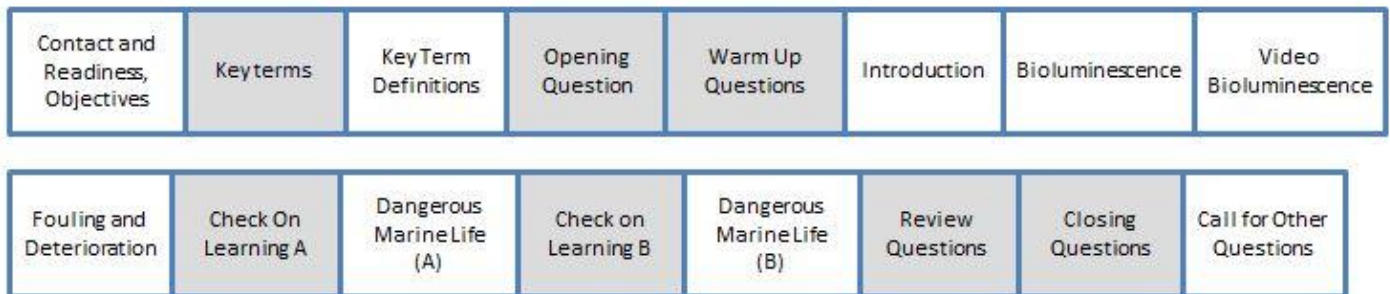 Contact and
Readiness,
Objectives
Key terms
Key Term
Definitions
Opening
Question
Warm Up
Questions
Introduction
Bioluminescence
Video
Bioluminescence
Fouling and
Deterioration
Check On
Learning A
Dangerous
Marine Life
(A)
Check on
Learning B
Dangerous
Marine Life
(B)
Review
Questions
Closing
Questions
Call for Other
Questions